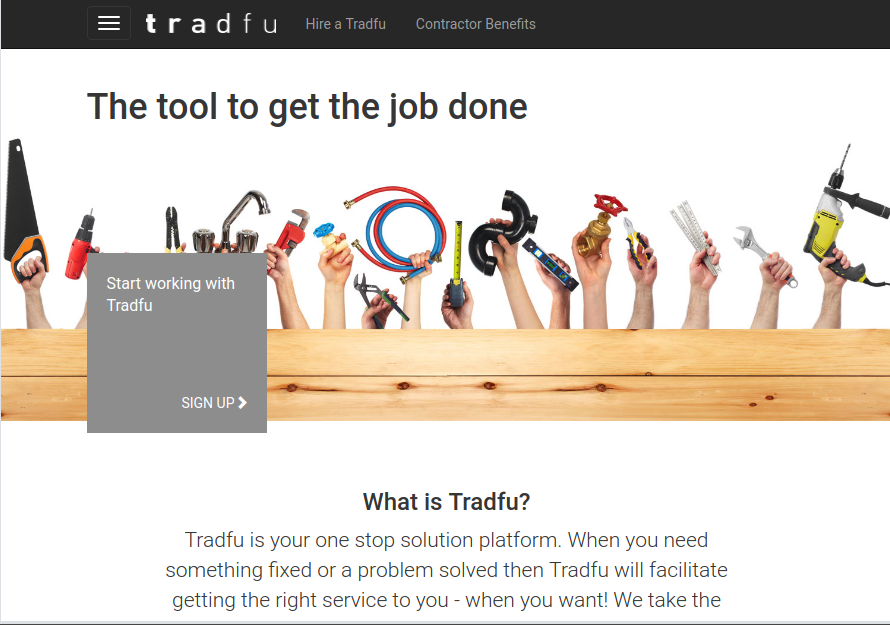 tradfu Hire a Tradfu Contractor Benefits
The tool to get the job done
Start working with
Tradfu
SIGN UP
What is Tradfu?
Tradfu is your one stop solution platform. When you need
something fixed or a problem solved then Tradfu will facilitate
getting the right service to you - when you want! We take the